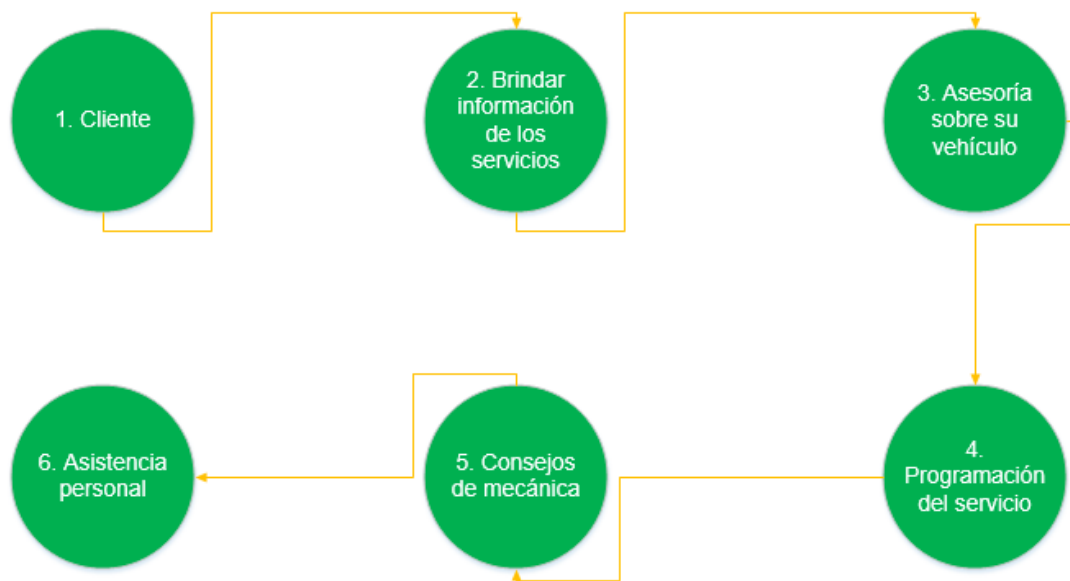 1. Cliente
2. Brindar
información
de los
servicios
3. Asesoría
sobre su
vehículo
4.
Programación
del servicio
5. Consejos
de mecánica
6. Asistencia
personal